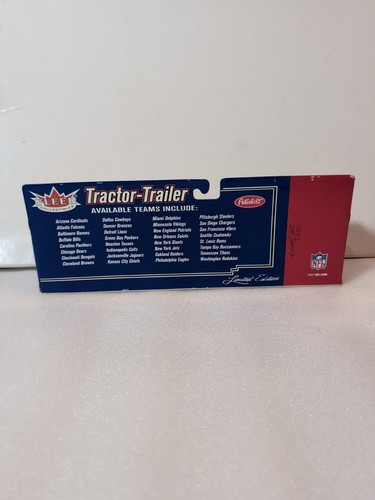 FLEER
Tractor-Trailer
AVAILABLE TEAMS INCLUDE:
Peterbilt
Arizona Cardinals
Atlanta Falcons
Baltimore Ravens
Buffalo Bills
Carolina Panthers
Chicago Bears
Cincinnati Bengals
Cleveland Browns
Dallas Cowboys
Denver Broncos
Detroit Lions
Green Bay Packers
Houston Texans
Indianapolis Colts
Jacksonville Jaguars
Kansas City Chiefs
Miami Dolphins
Minnesota Vikings
New England Patriots
New Orleans Saints
New York Giants
New York Jets
Oakland Raiders
Philadelphia Eagles
Pittsburgh Steelers
San Diego Chargers
San Francisco 49ers
Seattle Seahawks
St. Louis Rams
Tampa Bay Buccaneers
Tennessee Titans
Washington Redskins
Limited Edition
NFL